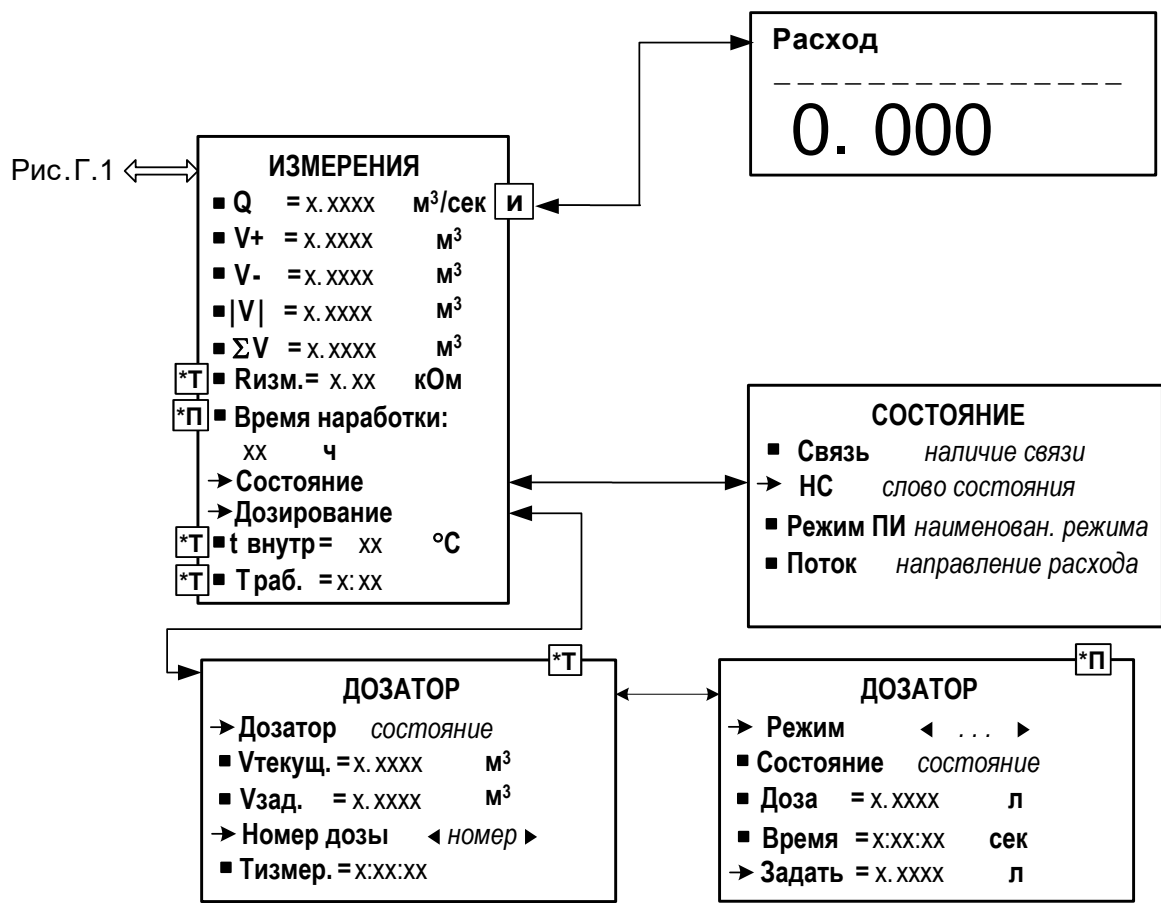 Расход
0. 000
Рис.Г.1
ИЗМЕРЕНИЯ
Q = x. xxxx м³/сек и
V+ = x. xxxx м³
V- = x. xxxx м³
|V| = x. xxxx м³
ΣV = x. xxxx м³
*Т Rизм.= x. xx кОм
*П Время наработки:
xx ч
Состояние
Дозирование
*Т t внутр= xx °С
*Т Т раб. =x: xx
СОСТОЯНИЕ
Связь наличие связи
НС слово состояния
Режим ПИ наименован. режима
Поток направление расхода
*Т
ДОЗАТОР
Дозатор состояние
Vтекущ. =x. xxxx м³
Vзад. =x. xxxx м³
Номер дозы ◀ номер ▶
Тизмер. =x:xx:xx
*П
ДОЗАТОР
Режим ◀ . . . ▶
Состояние состояние
Доза =x. xxxx л
Время =x:xx:xx сек
Задать =x. xxxx л